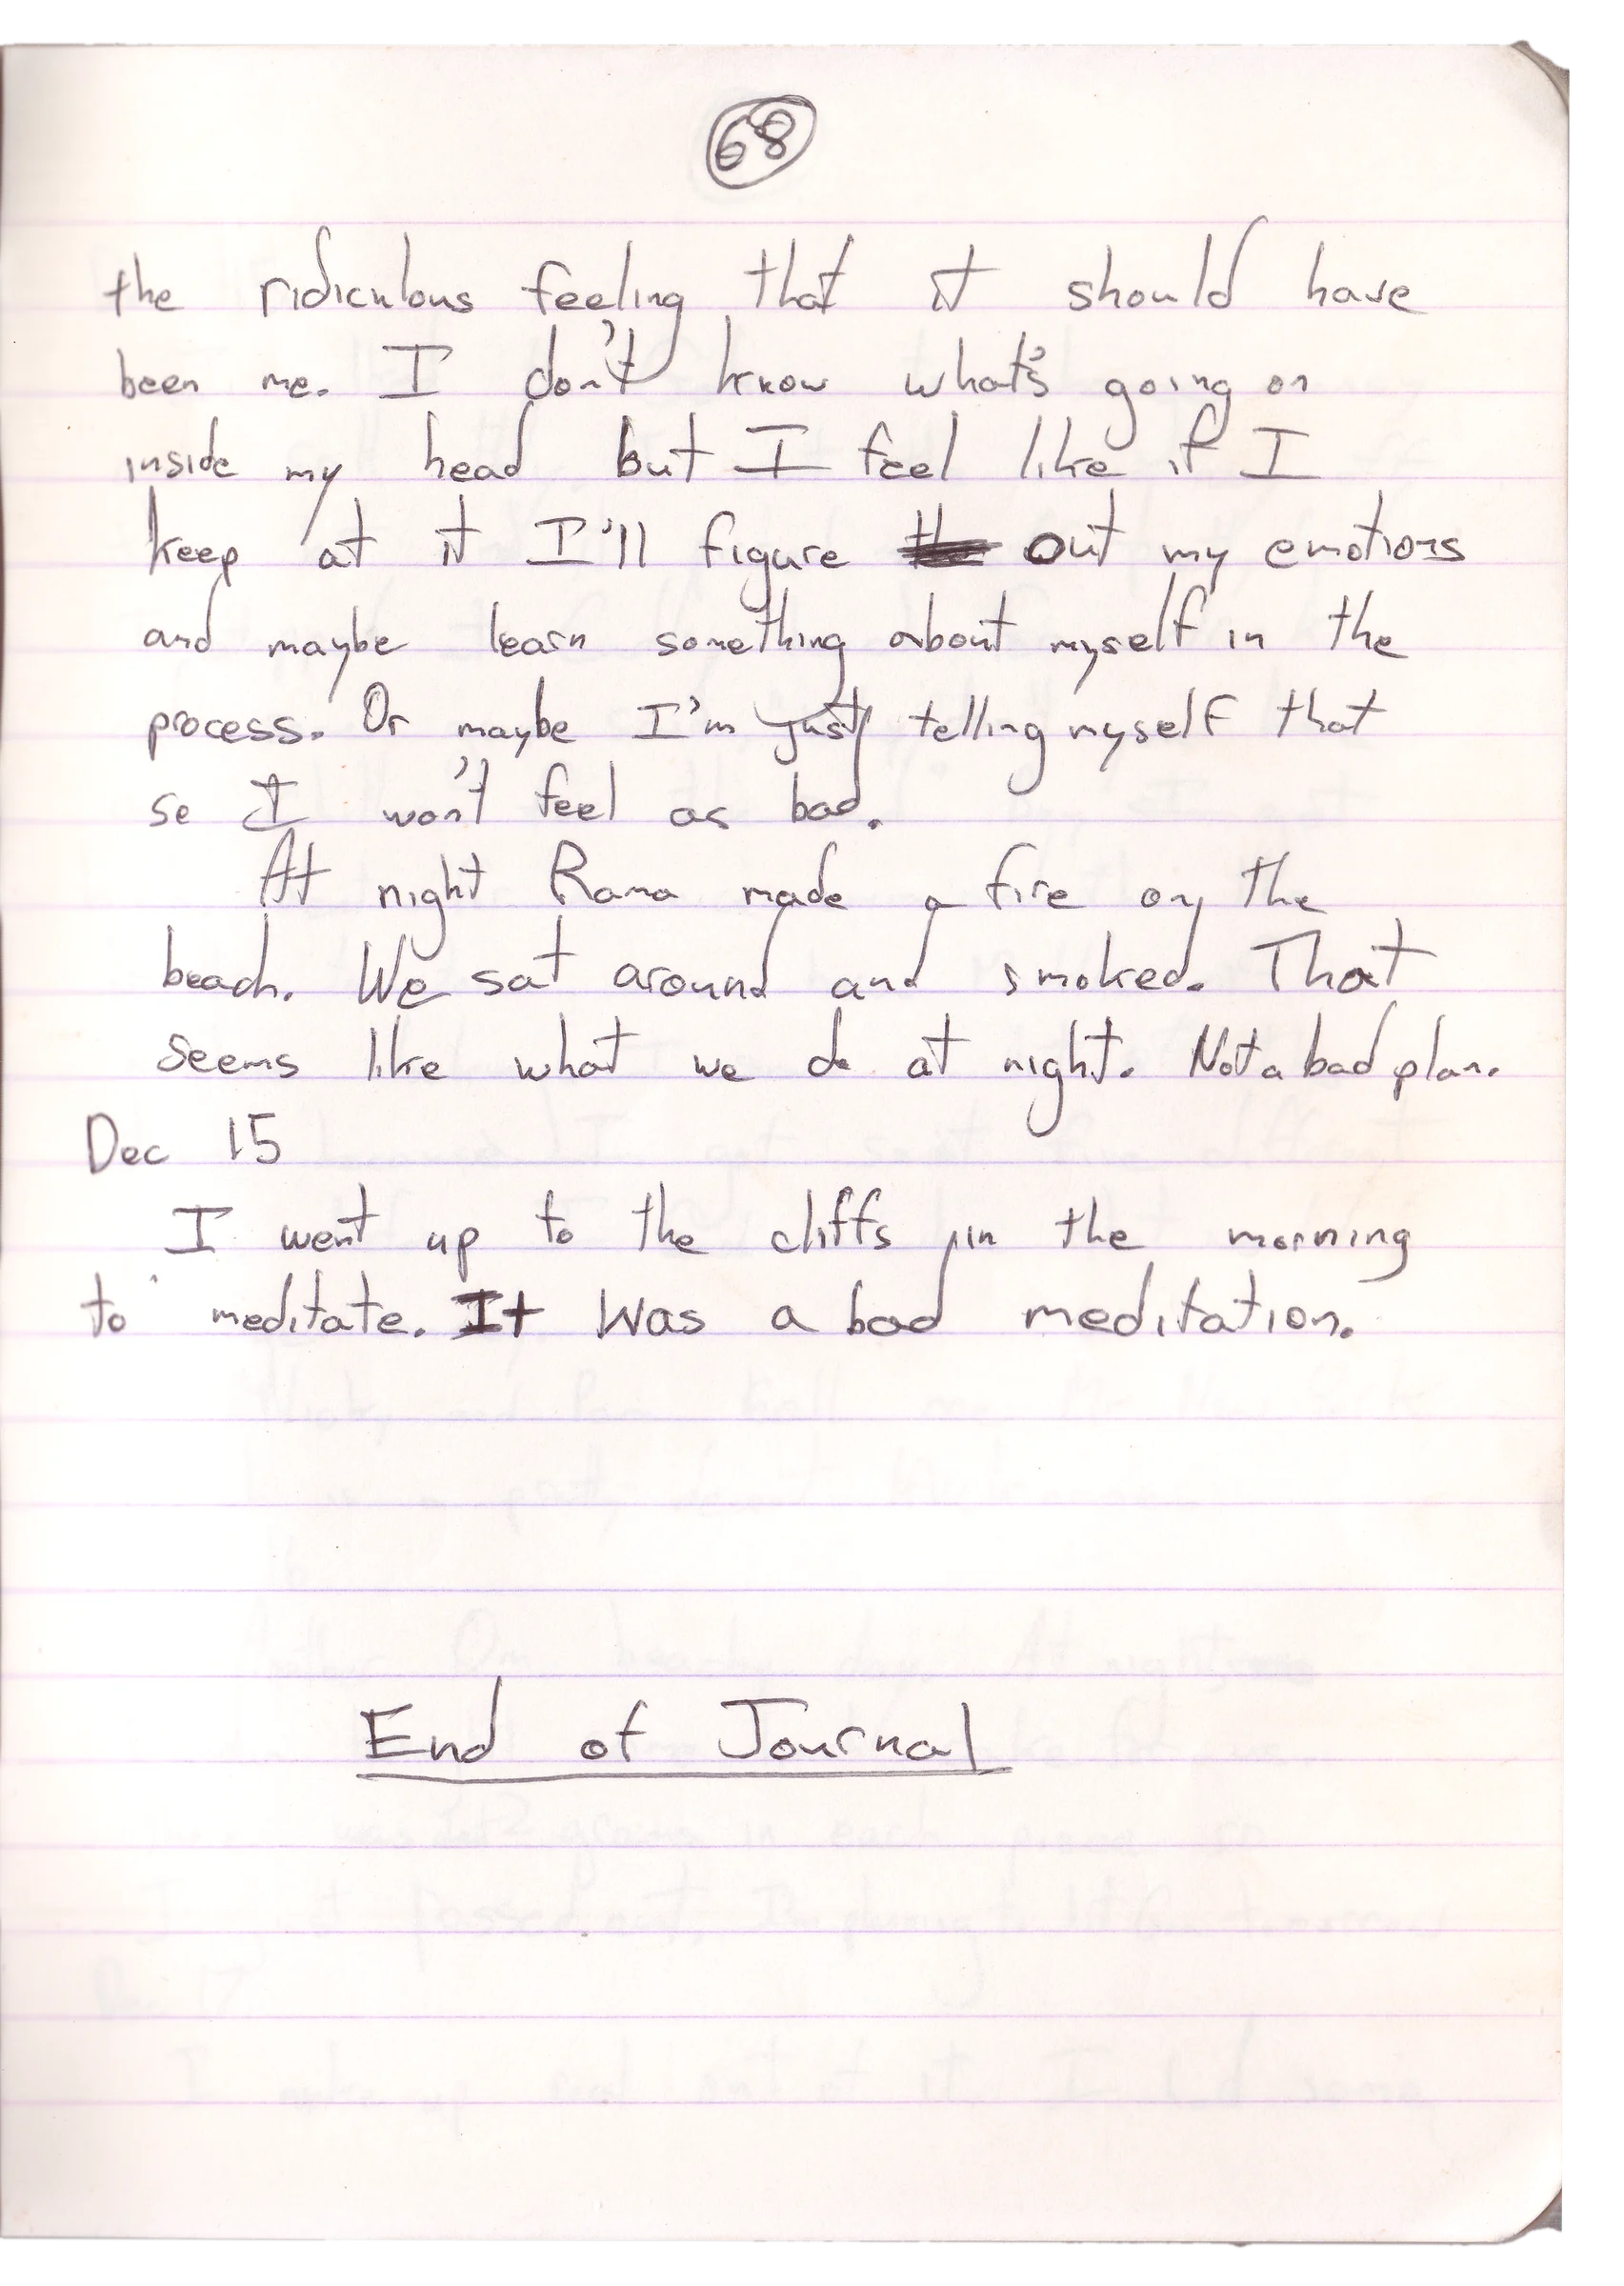 68
the ridiculous feeling that it should have
been me. I don't know what's going on
inside my head but I feel like if I
keep at it I'll figure out my emotions
and maybe learn something about myself in the
process. Or maybe I'm just telling myself that
so I won't feel as bad.
At night Rama made a fire on the
beach. We sat around and smoked. That
seems like what we do at night. Not a bad plan.
Dec 15
I went up to the cliffs in the morning
to meditate. It was a bad meditation.
End of Journal